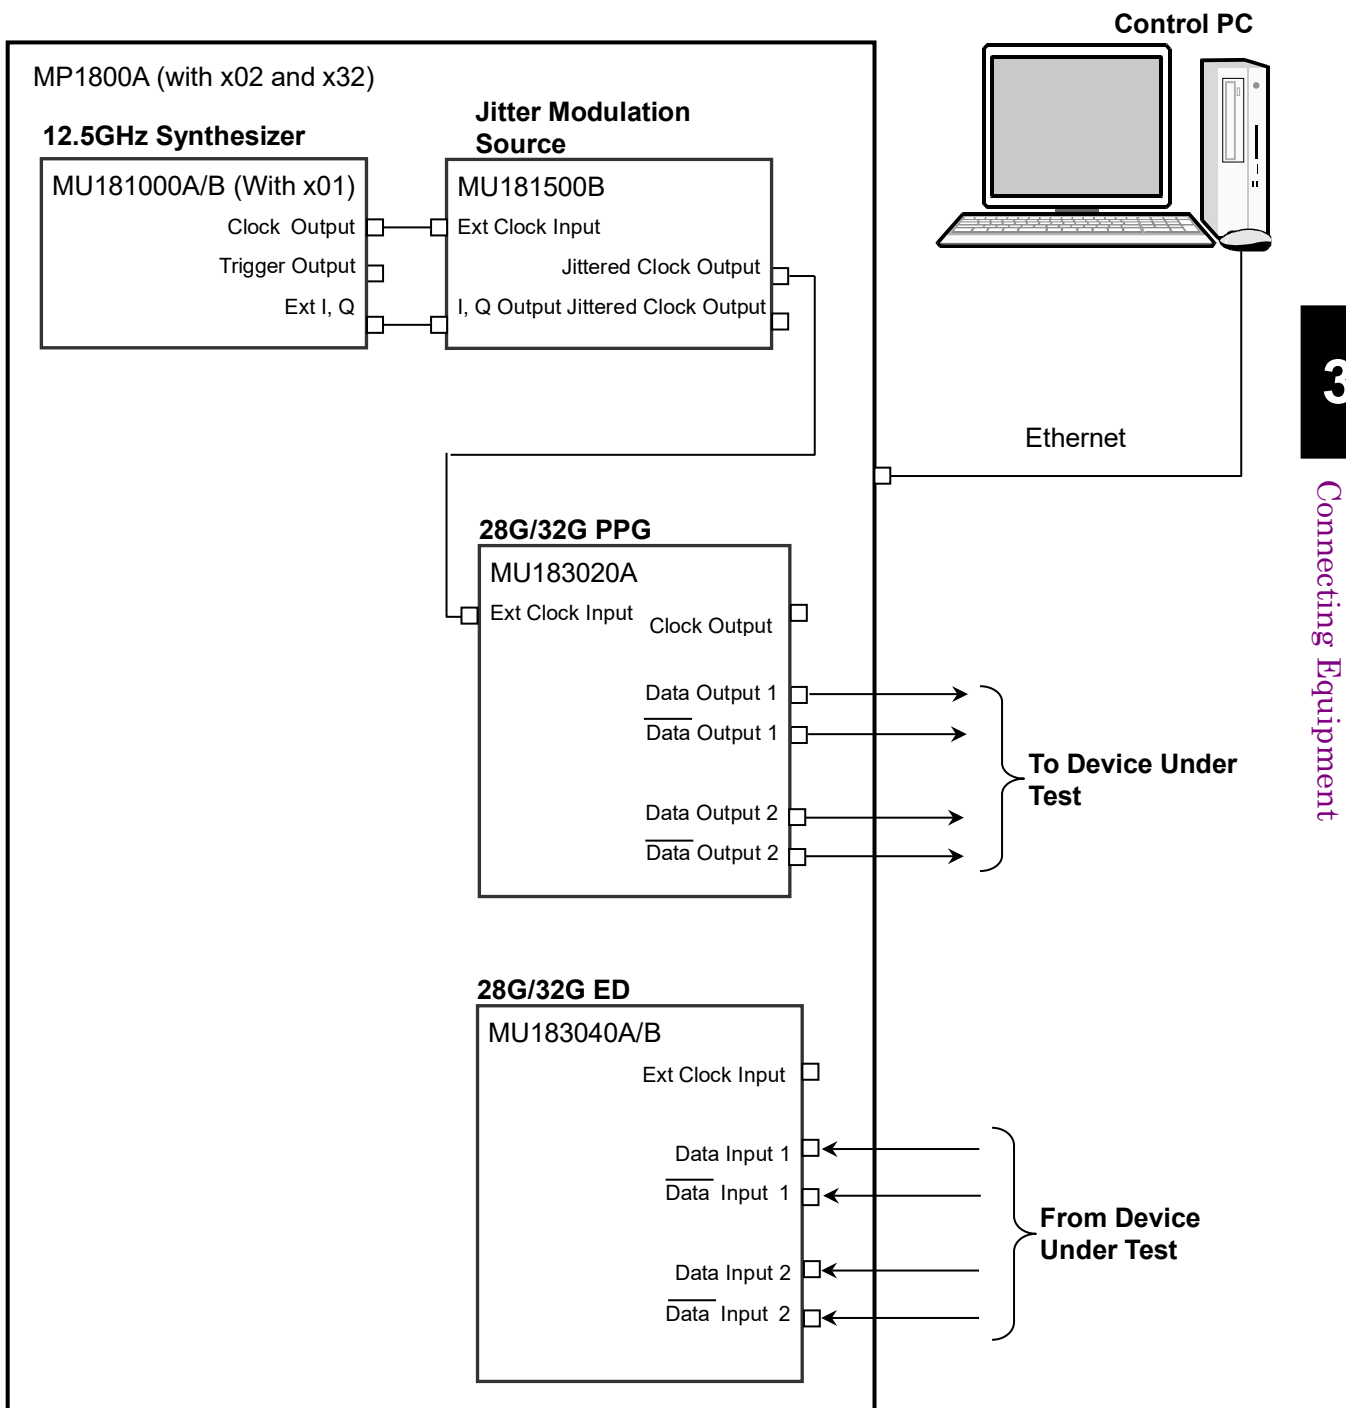 Control PC
MP1800A (with x02 and x32)
12.5GHz Synthesizer
Jitter Modulation
Source
MU181000A/B (With x01)
Clock Output
Trigger Output
Ext I, Q
MU181500B
Ext Clock Input
Jittered Clock Output
I, Q Output Jittered Clock Output
Ethernet
3
Connecting Equipment
28G/32G PPG
MU183020A
Ext Clock Input
Clock Output
Data Output 1
Data Output 1
Data Output 2
Data Output 2
To Device Under
Test
28G/32G ED
MU183040A/B
Ext Clock Input
Data Input 1
Data Input 1
Data Input 2
Data Input 2
From Device
Under Test